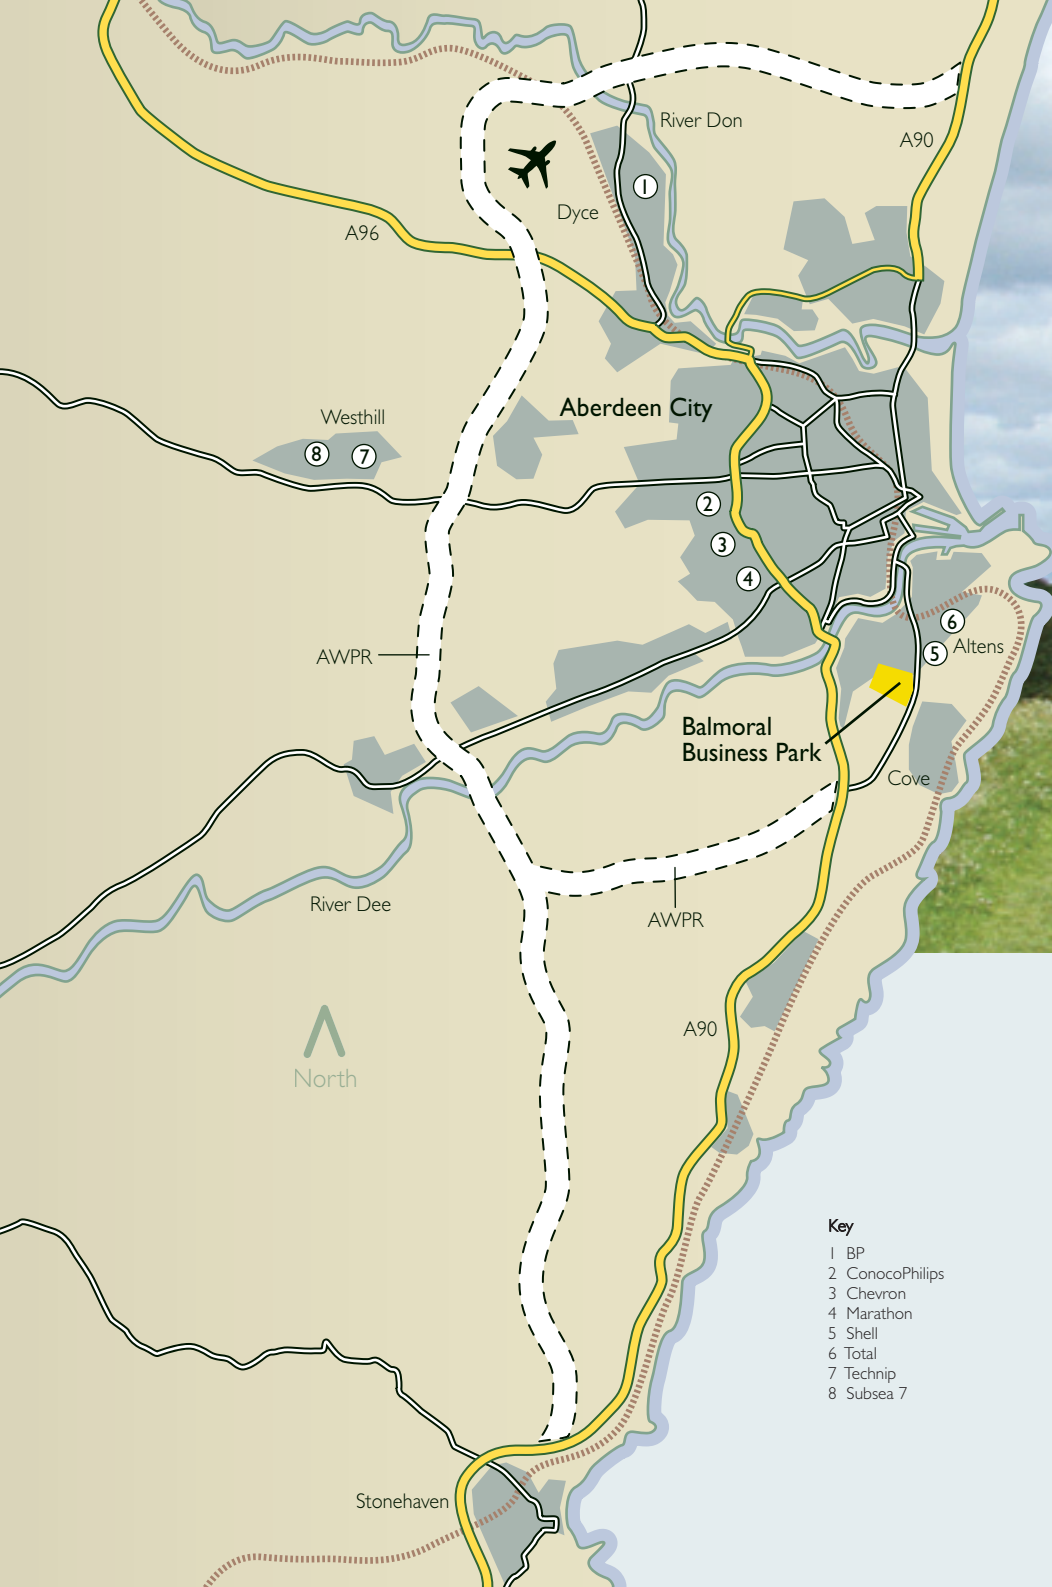 River Don
A90
Dyce
A96
Aberdeen City
Westhill
1
8
7
2
3
4
6
5
Altens
AWPR
Balmoral
Business Park
Cove
River Dee
AWPR
A90
North
Key
1 BP
2 ConocoPhilips
3 Chevron
4 Marathon
5 Shell
6 Total
7 Technip
8 Subsea 7
Stonehaven